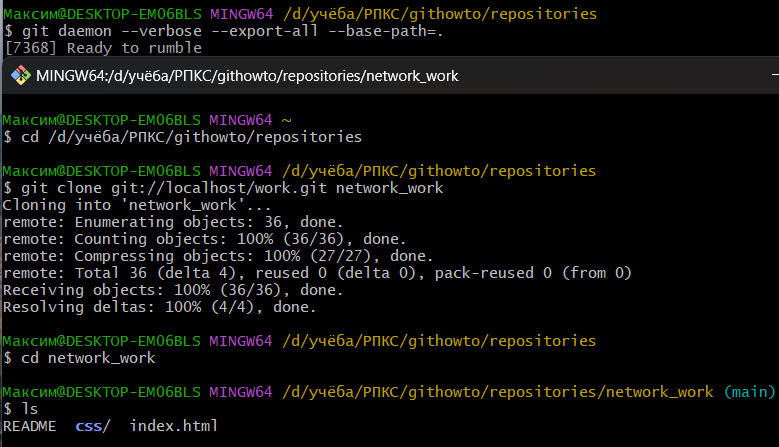 Максим@DESKTOP-EM06BLS MINGW64 /d/учёба/РПКС/githowto/repositories
$ git daemon --verbose --export-all --base-path=.
[7368] Ready to rumble
MINGW64:/d/учёба/РПКС/githowto/repositories/network_work
Максим@DESKTOP-EM06BLS MINGW64 ~
$ cd /d/учёба/РПКС/githowto/repositories
Максим@DESKTOP-EM06BLS MINGW64 /d/учёба/РПКС/githowto/repositories
$ git clone git://localhost/work.git network_work
Cloning into 'network_work'...
remote: Enumerating objects: 36, done.
remote: Counting objects: 100% (36/36), done.
remote: Compressing objects: 100% (27/27), done.
remote: Total 36 (delta 4), reused 0 (delta 0), pack-reused 0 (from 0)
Receiving objects: 100% (36/36), done.
Resolving deltas: 100% (4/4), done.
Максим@DESKTOP-EM06BLS MINGW64 /d/учёба/РПКС/githowto/repositories
$ cd network_work
Максим@DESKTOP-EM06BLS MINGW64 /d/учёба/РПКС/githowto/repositories/network_work (main)
$ ls
README  css/  index.html